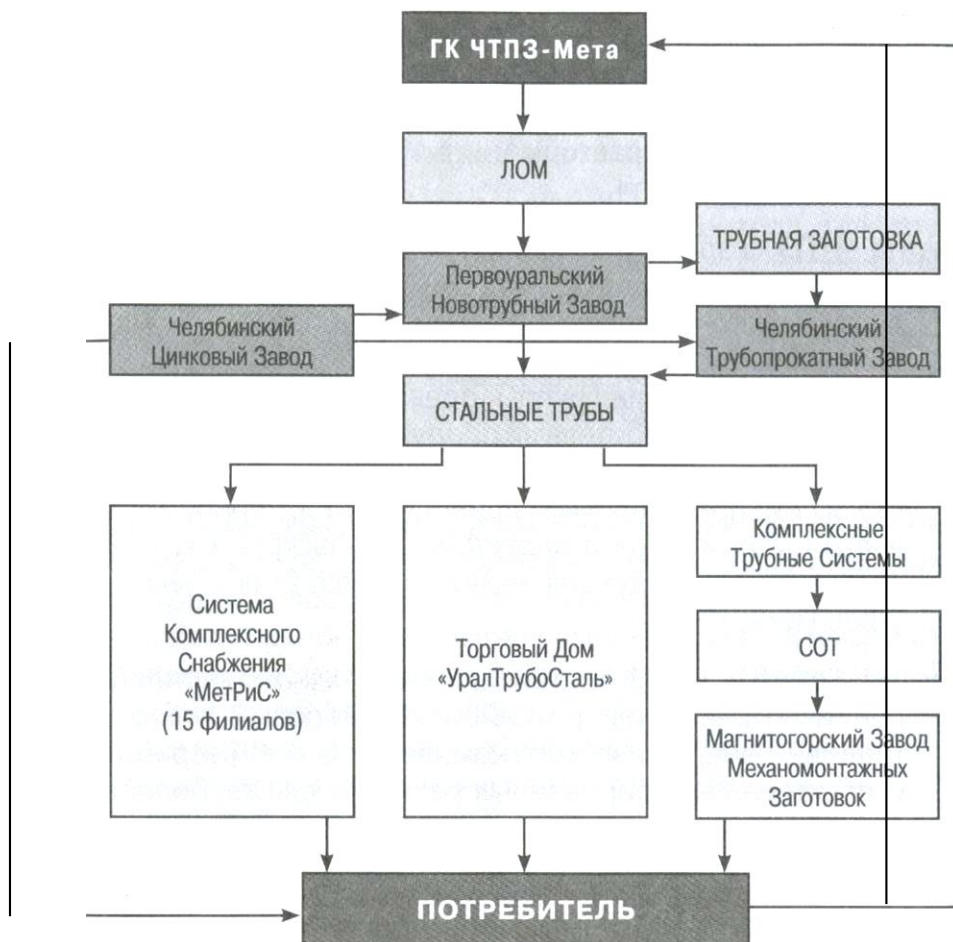 ГК ЧТПЗ-Мета
ЛОМ
ТРУБНАЯ ЗАГОТОВКА
Первоуральский
Новотрубный Завод
Челябинский
Цинковый Завод
Челябинский
Трубопрокатный Завод
СТАЛЬНЫЕ ТРУБЫ
Система
Комплексного
Снабжения
«МетРиС»
(15 филиалов)
Торговый Дом
«УралТрубоСталь»
Комплексные
Трубные Системы
СОТ
Магнитогорский Завод
Механомонтажных
Заготовок
ПОТРЕБИТЕЛЬ